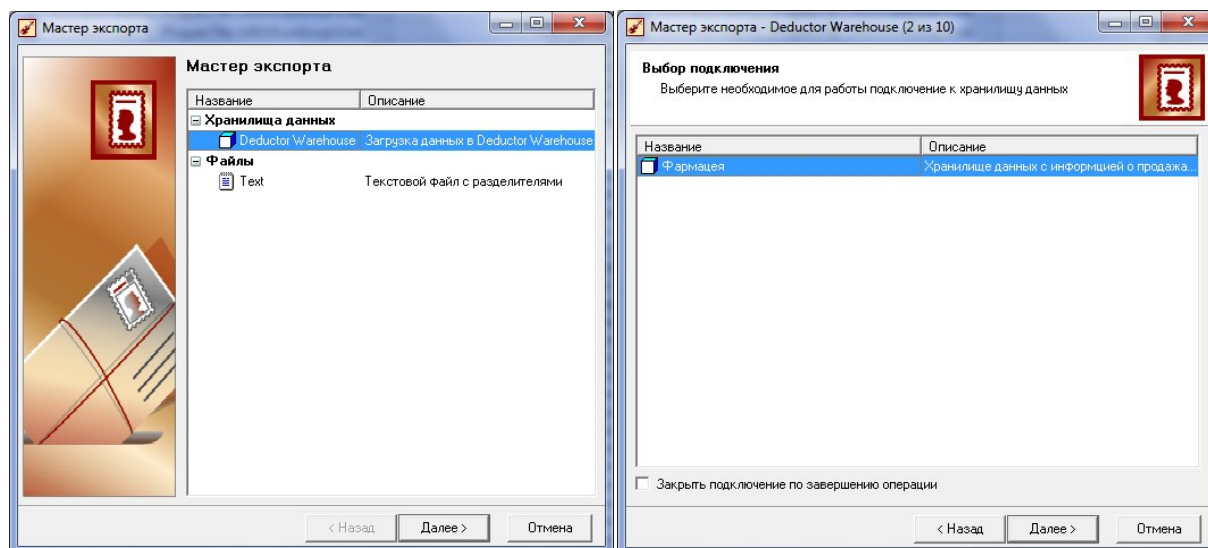 Мастер экспорта
Мастер экспорта
Название Описание
Хранилища данных
Deductor Warehouse Загрузка данных в Deductor Warehouse
Файлы
Text Текстовой файл с разделителями
< Назад Далее > Отмена
Мастер экспорта - Deductor Warehouse (2 из 10)
Выбор подключения
Выберите необходимое для работы подключение к хранилищу данных
Название Описание
Фармацея Хранилище данных с информцией о продажа...
Закрыть подключение по завершению операции
< Назад Далее > Отмена